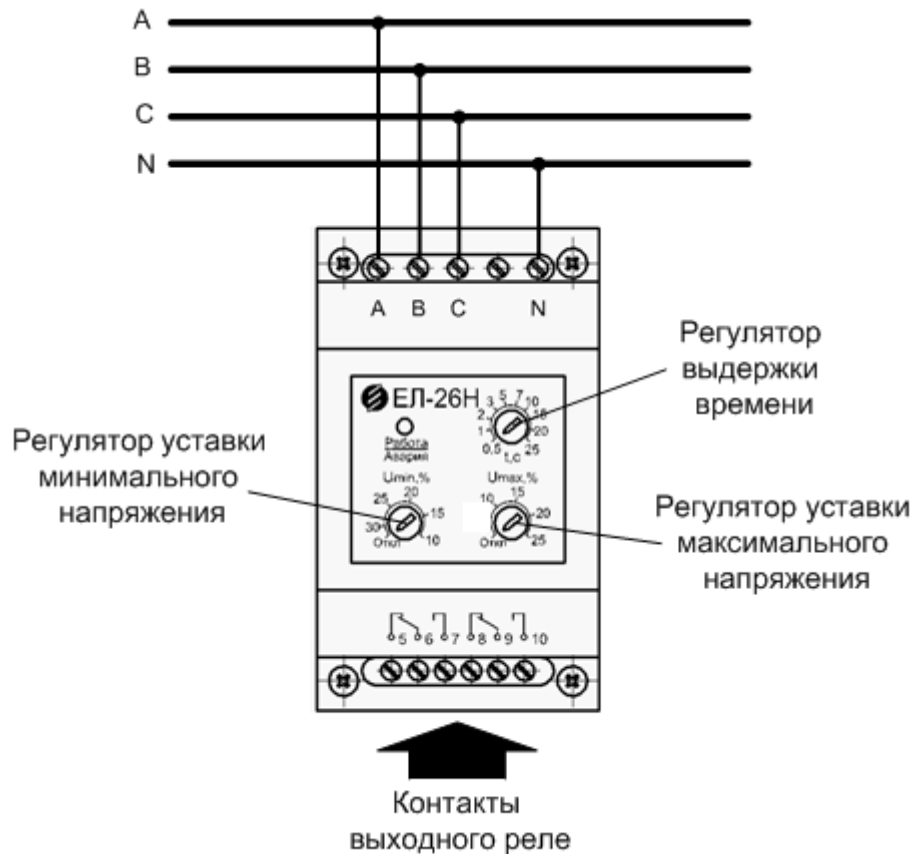 A
B
C
N
A B C N
Регулятор
выдержки
времени
ЕЛ-26Н
0,5 1 2 3 5 7 10 15 20 25
t,c
Работа
Авария
Регулятор уставки
минимального
напряжения
Umin,%
Откл 30 25 20 15 10
Umax,%
Откл 10 15 20 25
Регулятор уставки
максимального
напряжения
5 6 7 8 9 10
Контакты
выходного реле